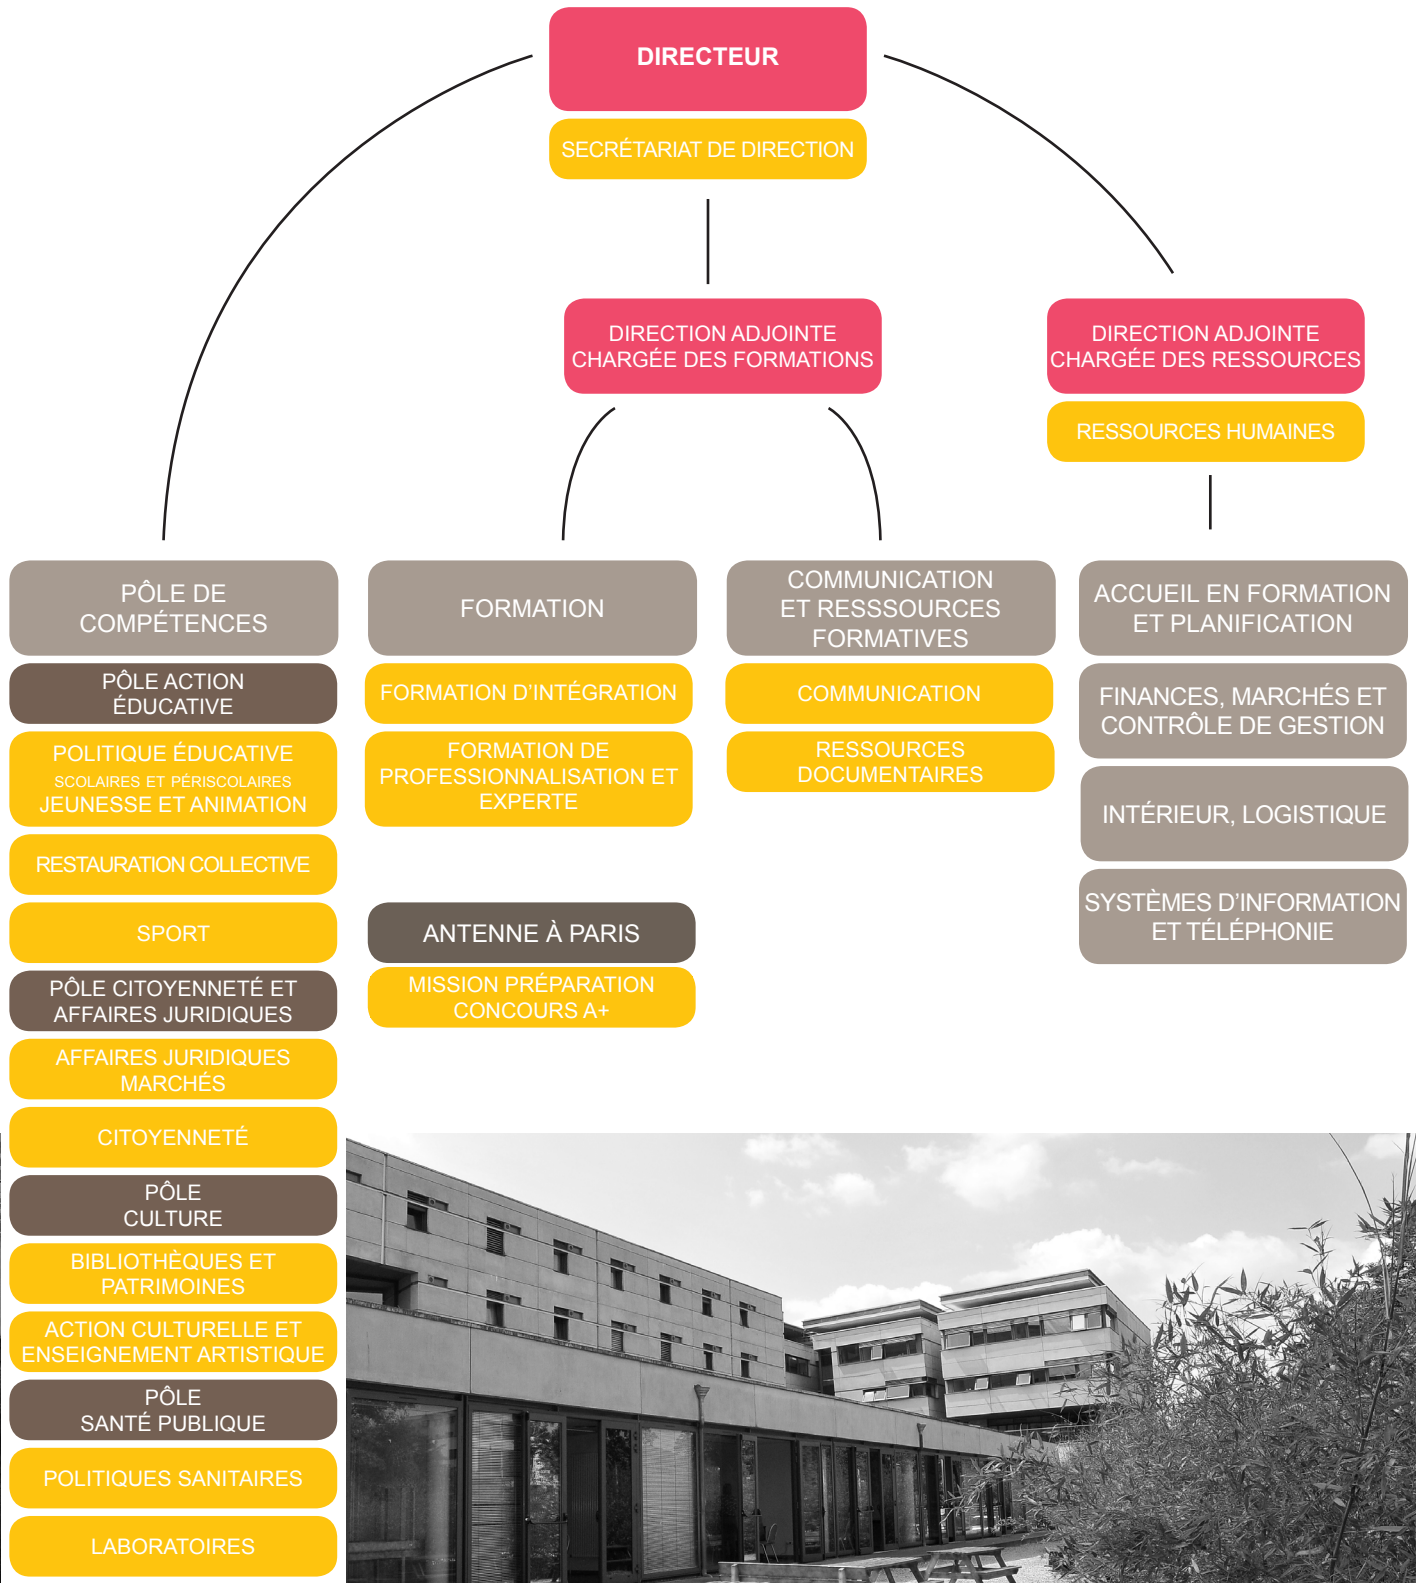 DIRECTEUR
SECRÉTARIAT DE DIRECTION
DIRECTION ADJOINTE
CHARGÉE DES FORMATIONS
DIRECTION ADJOINTE
CHARGÉE DES RESSOURCES
RESSOURCES HUMAINES
PÔLE DE
COMPÉTENCES
PÔLE ACTION
ÉDUCATIVE
POLITIQUE ÉDUCATIVE
SCOLAIRES ET PÉRISCOLAIRES
JEUNESSE ET ANIMATION
RESTAURATION COLLECTIVE
SPORT
PÔLE CITOYENNETÉ ET
AFFAIRES JURIDIQUES
AFFAIRES JURIDIQUES
MARCHÉS
CITOYENNETÉ
PÔLE
CULTURE
BIBLIOTHÈQUES ET
PATRIMOINES
ACTION CULTURELLE ET
ENSEIGNEMENT ARTISTIQUE
PÔLE
SANTÉ PUBLIQUE
POLITIQUES SANITAIRES
LABORATOIRES
FORMATION
FORMATION D'INTÉGRATION
FORMATION DE
PROFESSIONNALISATION ET
EXPERTE
ANTENNE À PARIS
MISSION PRÉPARATION
CONCOURS A+
COMMUNICATION
ET RESSSOURCES
FORMATIVES
COMMUNICATION
RESSOURCES
DOCUMENTAIRES
ACCUEIL EN FORMATION
ET PLANIFICATION
FINANCES, MARCHÉS ET
CONTRÔLE DE GESTION
INTÉRIEUR, LOGISTIQUE
SYSTÈMES D'INFORMATION
ET TÉLÉPHONIE